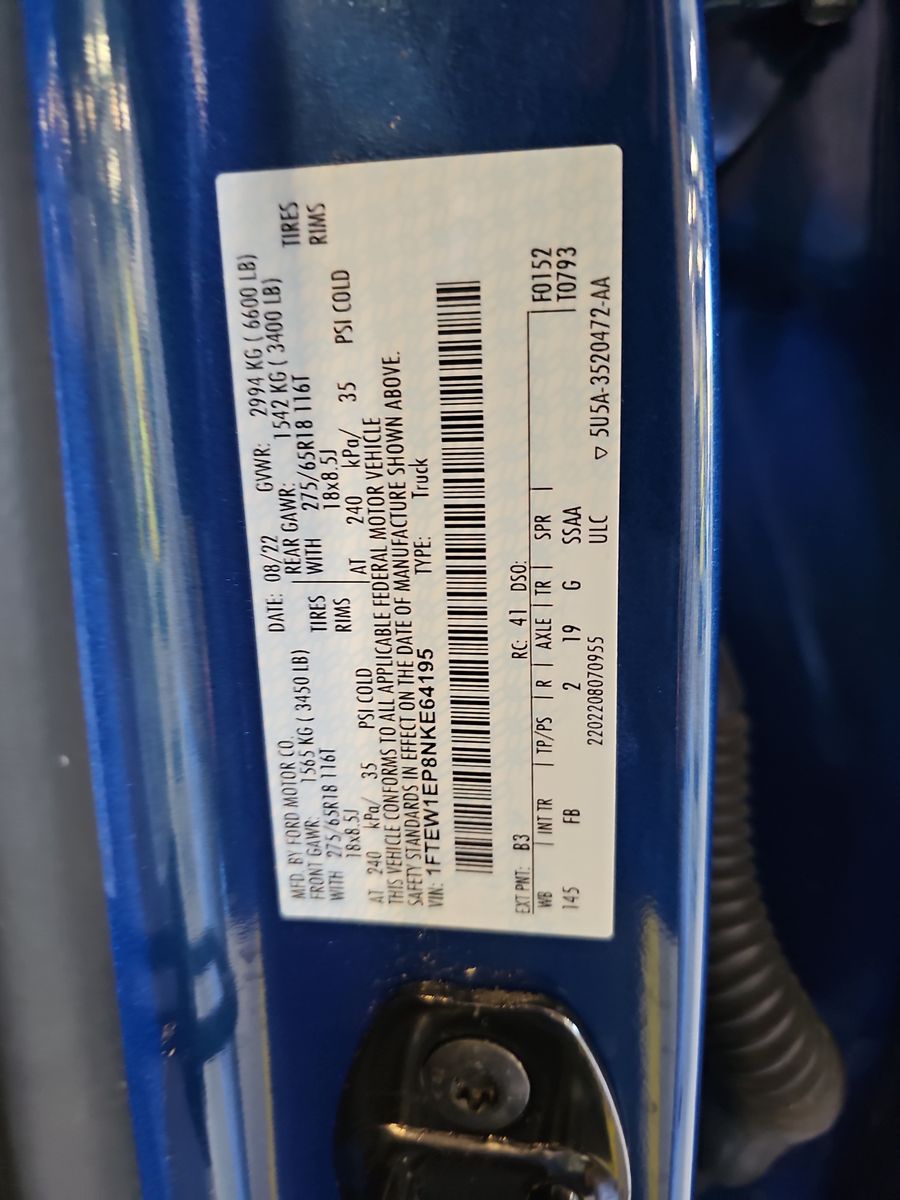 MFD. BY FORD MOTOR CO.
DATE: 08/22 GVWR: 2994 KG ( 6600 LB)
FRONT GAWR: 1565 KG ( 3450 LB)
REAR GAWR: 1542 KG ( 3400 LB)
WITH 275/65R18 116T TIRES
WITH 275/65R18 116T TIRES
18x8.5J RIMS
18x8.5J RIMS
AT 240 kPa/ 35 PSI COLD
AT 240 kPa/ 35 PSI COLD
THIS VEHICLE CONFORMS TO ALL APPLICABLE FEDERAL MOTOR VEHICLE
SAFETY STANDARDS IN EFFECT ON THE DATE OF MANUFACTURE SHOWN ABOVE.
VIN: 1FTEW1EP8NKE64195 TYPE: Truck
EXT PNT: B3 RC: 41 DSO:
F0152
WB INT TR TP/PS R AXLE TR SPR
T0793
145 FB 2 19 G SSAA
2202208070955 ULC ▽ 5U5A-3520472-AA